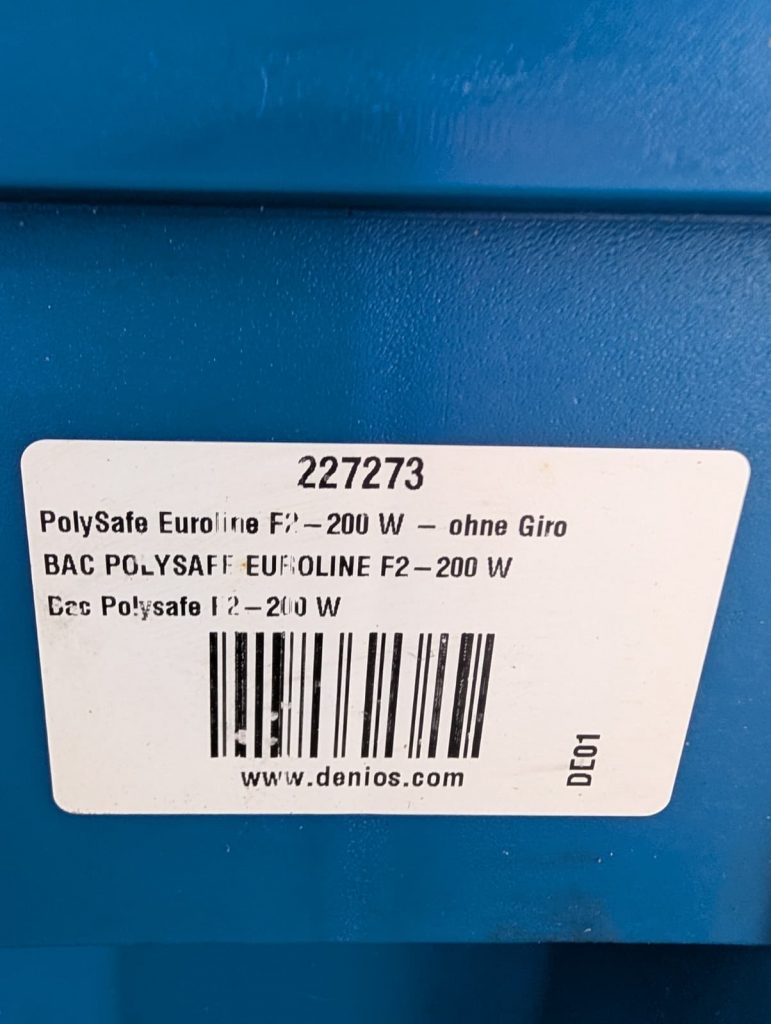 227273
PolySafe Euroline F2-200 W - ohne Giro
BAC POLYSAFE EUROLINE F2-200 W
Bac Polysafe F2-200 W
www.denios.com
DE01